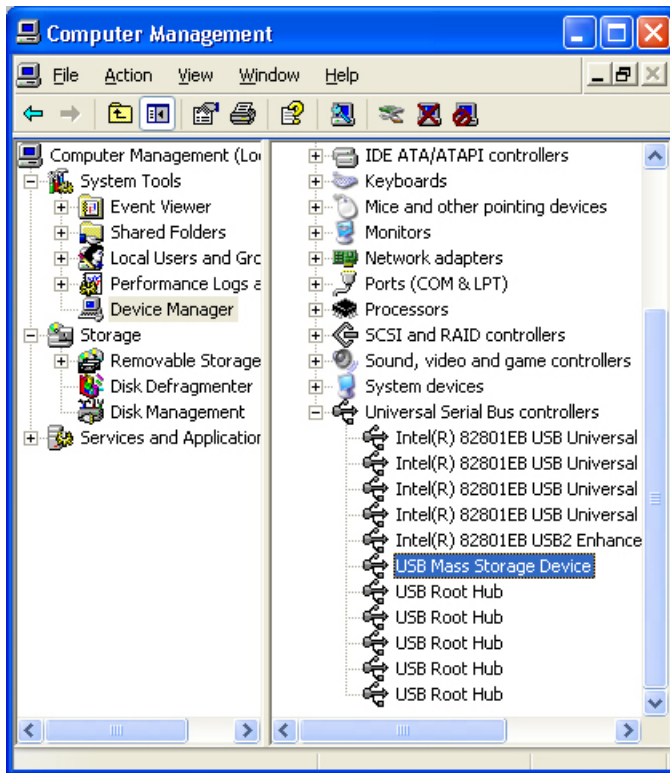 Computer Management
File Action View Window Help
Computer Management (Lo
System Tools
Event Viewer
Shared Folders
Local Users and Grc
Performance Logs a
Device Manager
Storage
Removable Storage
Disk Defragmenter
Disk Management
Services and Application
IDE ATA/ATAPI controllers
Keyboards
Mice and other pointing devices
Monitors
Network adapters
Ports (COM & LPT)
Processors
SCSI and RAID controllers
Sound, video and game controllers
System devices
Universal Serial Bus controllers
Intel(R) 82801EB USB Universal
Intel(R) 82801EB USB Universal
Intel(R) 82801EB USB Universal
Intel(R) 82801EB USB Universal
Intel(R) 82801EB USB2 Enhance
USB Mass Storage Device
USB Root Hub
USB Root Hub
USB Root Hub
USB Root Hub
USB Root Hub